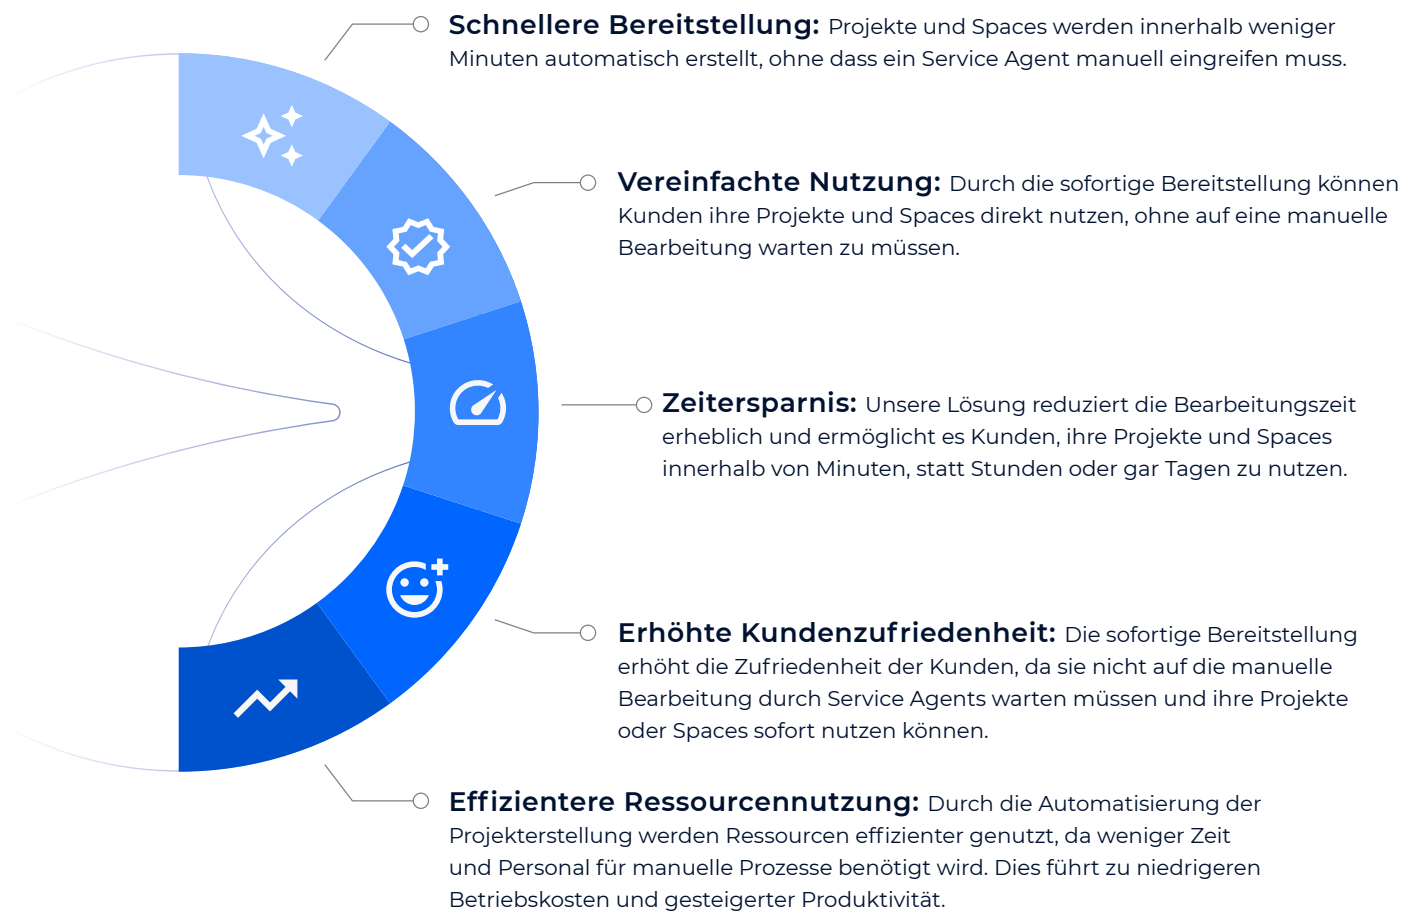 Schnellere Bereitstellung: Projekte und Spaces werden innerhalb weniger
Minuten automatisch erstellt, ohne dass ein Service Agent manuell eingreifen muss.
Vereinfachte Nutzung: Durch die sofortige Bereitstellung können
Kunden ihre Projekte und Spaces direkt nutzen, ohne auf eine manuelle
Bearbeitung warten zu müssen.
Zeitersparnis: Unsere Lösung reduziert die Bearbeitungszeit
erheblich und ermöglicht es Kunden, ihre Projekte und Spaces
innerhalb von Minuten, statt Stunden oder gar Tagen zu nutzen.
Erhöhte Kundenzufriedenheit: Die sofortige Bereitstellung
erhöht die Zufriedenheit der Kunden, da sie nicht auf die manuelle
Bearbeitung durch Service Agents warten müssen und ihre Projekte
oder Spaces sofort nutzen können.
Effizientere Ressourcennutzung: Durch die Automatisierung der
Projekterstellung werden Ressourcen effizienter genutzt, da weniger Zeit
und Personal für manuelle Prozesse benötigt wird. Dies führt zu niedrigeren
Betriebskosten und gesteigerter Produktivität.